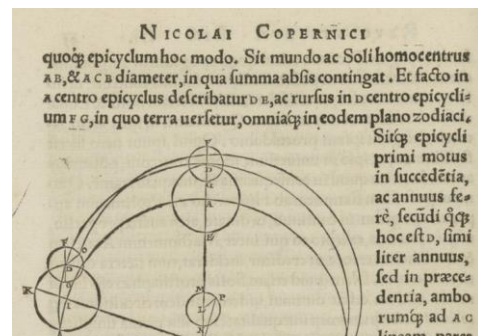 NICOLAI COPERNICI
quoq; epicyclum hoc modo. Sit mundo ac Soli homocentrus
AB, & ACB diameter, in qua summa absis contingat. Et facto in
A centro epicyclus describatur DE, ac rursus in D centro epicycli⸗
um FG, in quo terra uersetur, omniaq; in eodem plano zodiaci.
Sitq; epicycli
primi motus
in succedētia,
ac annuus fe⸗
rè, secūdi q̃q;
hoc est D, simi
liter annuus,
sed in præce⸗
dentia, ambo
rumq; ad AC
lineam pares
F
D
G
A
E
F
O
G
K
I
M
P
L
N